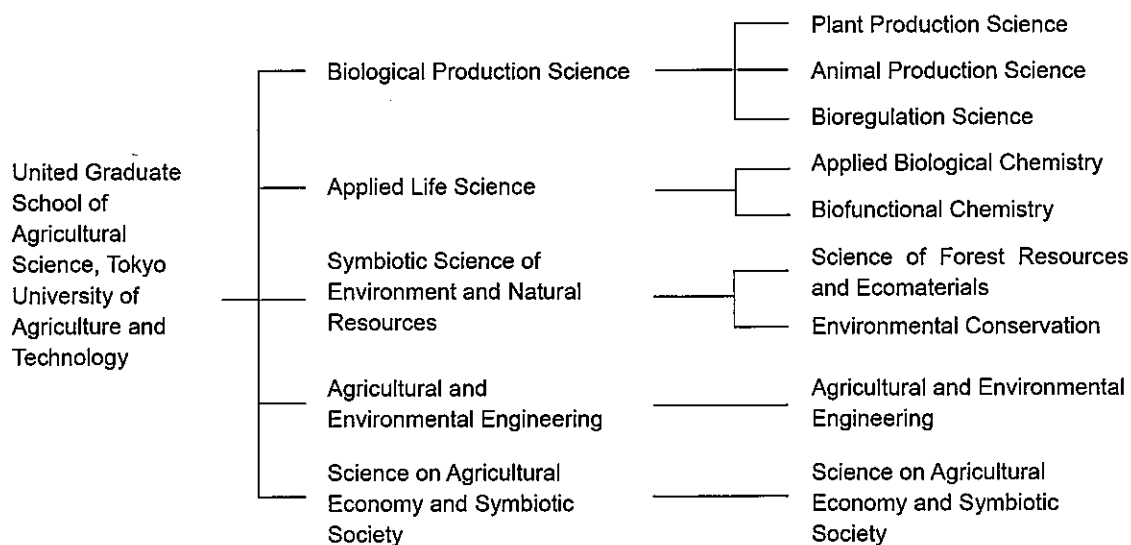 United Graduate
School of
Agricultural
Science, Tokyo
University of
Agriculture and
Technology
Biological Production Science
Plant Production Science
Animal Production Science
Bioregulation Science
Applied Life Science
Applied Biological Chemistry
Biofunctional Chemistry
Symbiotic Science of
Environment and Natural
Resources
Science of Forest Resources
and Ecomaterials
Environmental Conservation
Agricultural and
Environmental Engineering
Agricultural and Environmental
Engineering
Science on Agricultural
Economy and Symbiotic
Society
Science on Agricultural
Economy and Symbiotic
Society